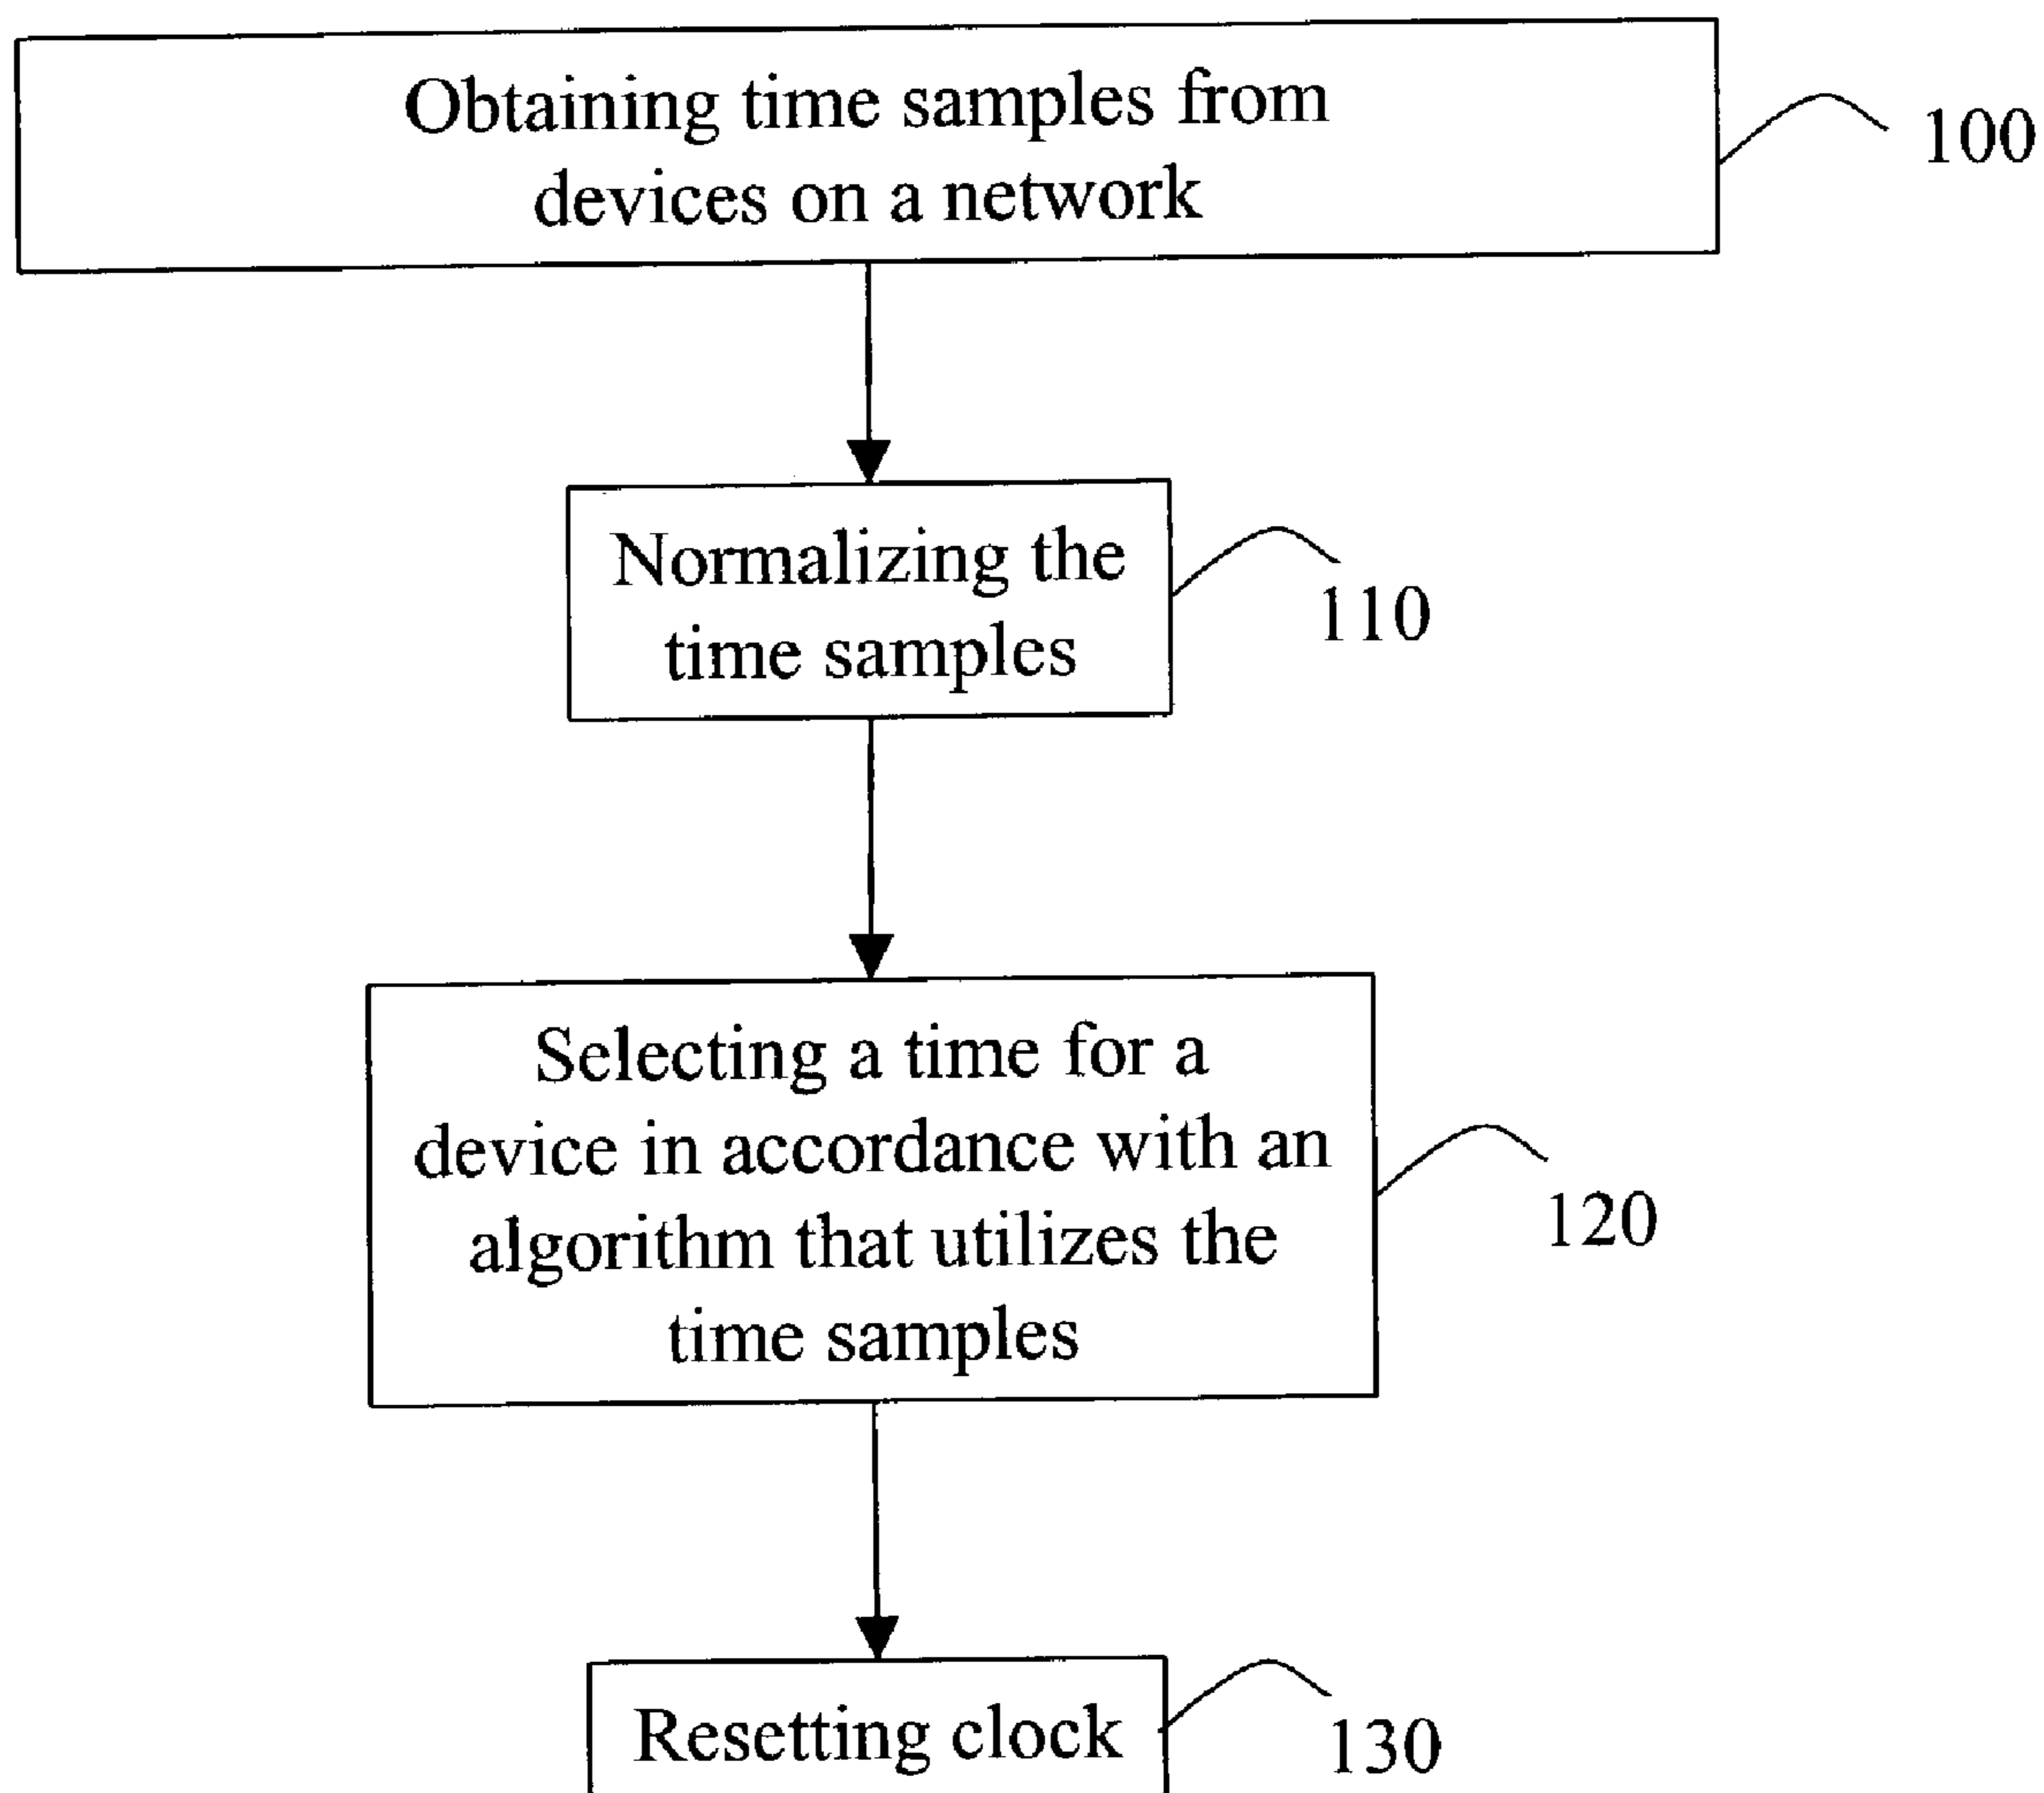 Obtaining time samples from
devices on a network
100
Normalizing the
time samples
110
Selecting a time for a
device in accordance with an
algorithm that utilizes the
time samples
120
Resetting clock
130